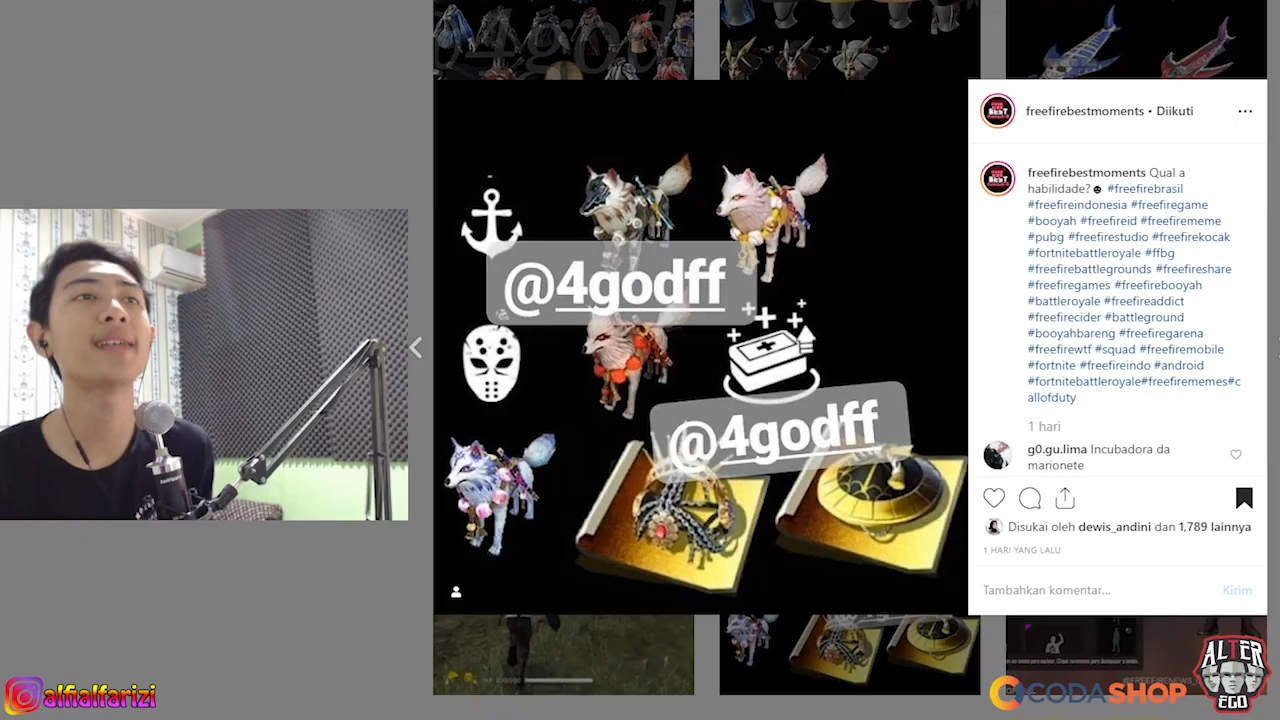 4god
freefirebestmoments • Diikuti
freefirebestmoments Qual a
habilidade? #freefirebrasil
#freefireindonesia #freefiregame
#booyah #freefireid #freefirememe
#pubg #freefirestudio #freefirekocak
#fortnitebattleroyale #ffbg
#freefirebattlegrounds #freefireshare
#freefiregames #freefirebooyah
#battleroyale #freefireaddict
#freefirecider #battleground
#booyahbareng #freefiregarena
#freefirewtf #squad #freefiremobile
#fortnite #freefireindo #android
#fortnitebattleroyale#freefirememes#c
allofduty
1 hari
g0.gu.lima Incubadora da
marionete
Disukai oleh dewis_andini dan 1,789 lainnya
1 HARI YANG LALU
Tambahkan komentar... Kirim
@4godff
@4godff
alfialfarizi
CODASHOP
ALTER
EGO